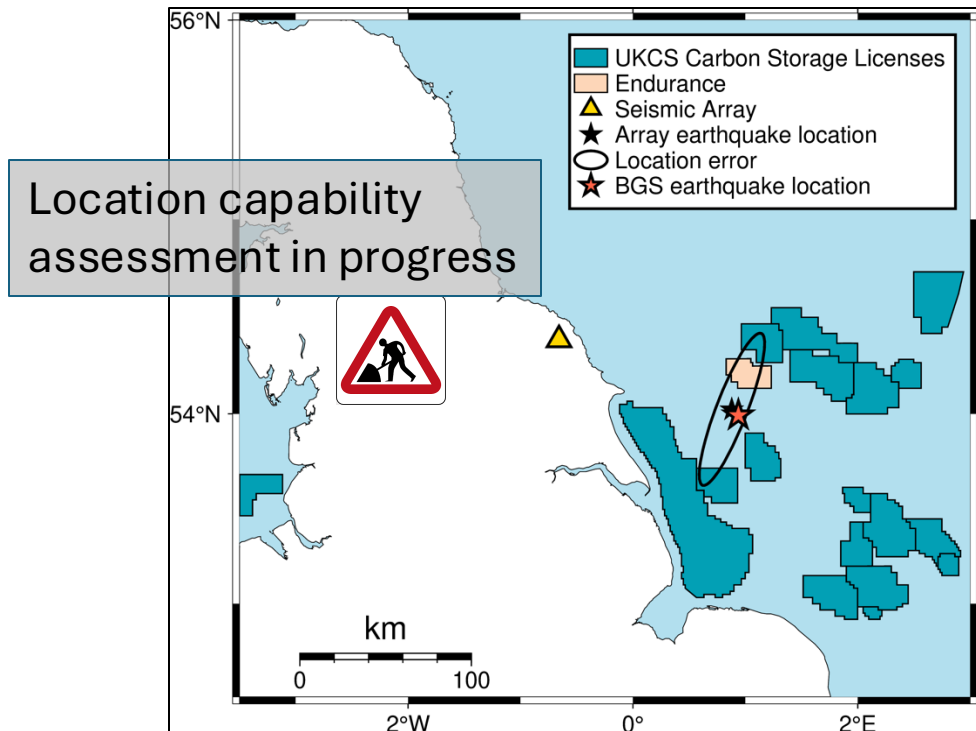 56°N
UKCS Carbon Storage Licenses
Endurance
Seismic Array
Array earthquake location
Location error
BGS earthquake location
Location capability
assessment in progress
54°N
km
0 100
2°W 0° 2°E